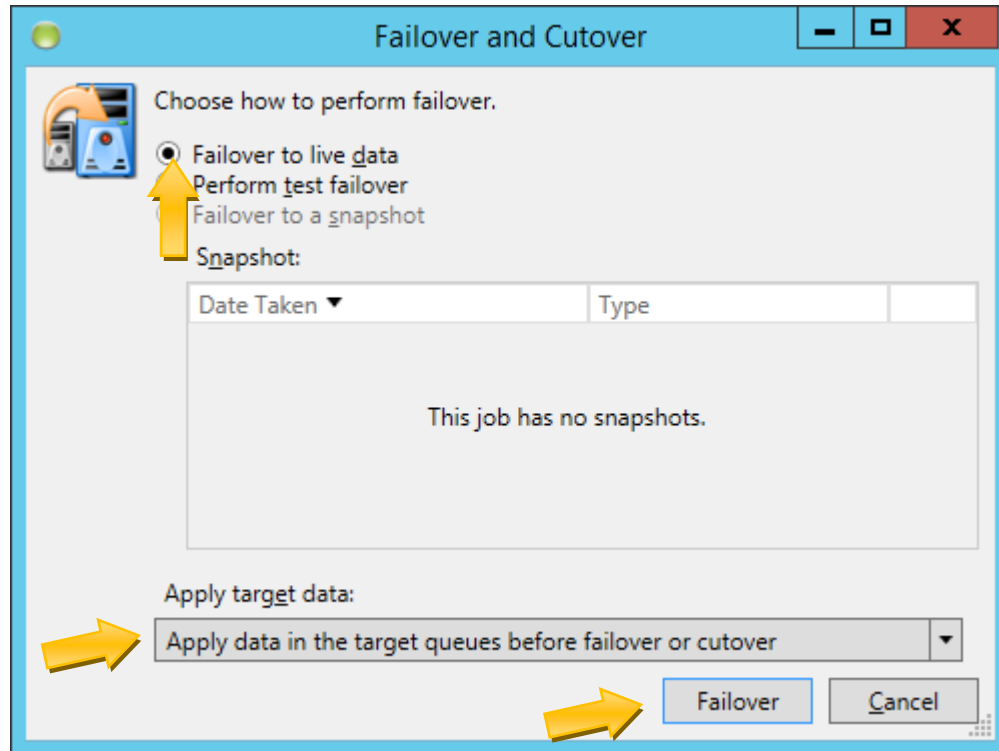 Failover and Cutover
Choose how to perform failover.
Failover to live data
Perform test failover
Failover to a snapshot
Snapshot:
Date Taken Type
This job has no snapshots.
Apply target data:
Apply data in the target queues before failover or cutover
Failover Cancel